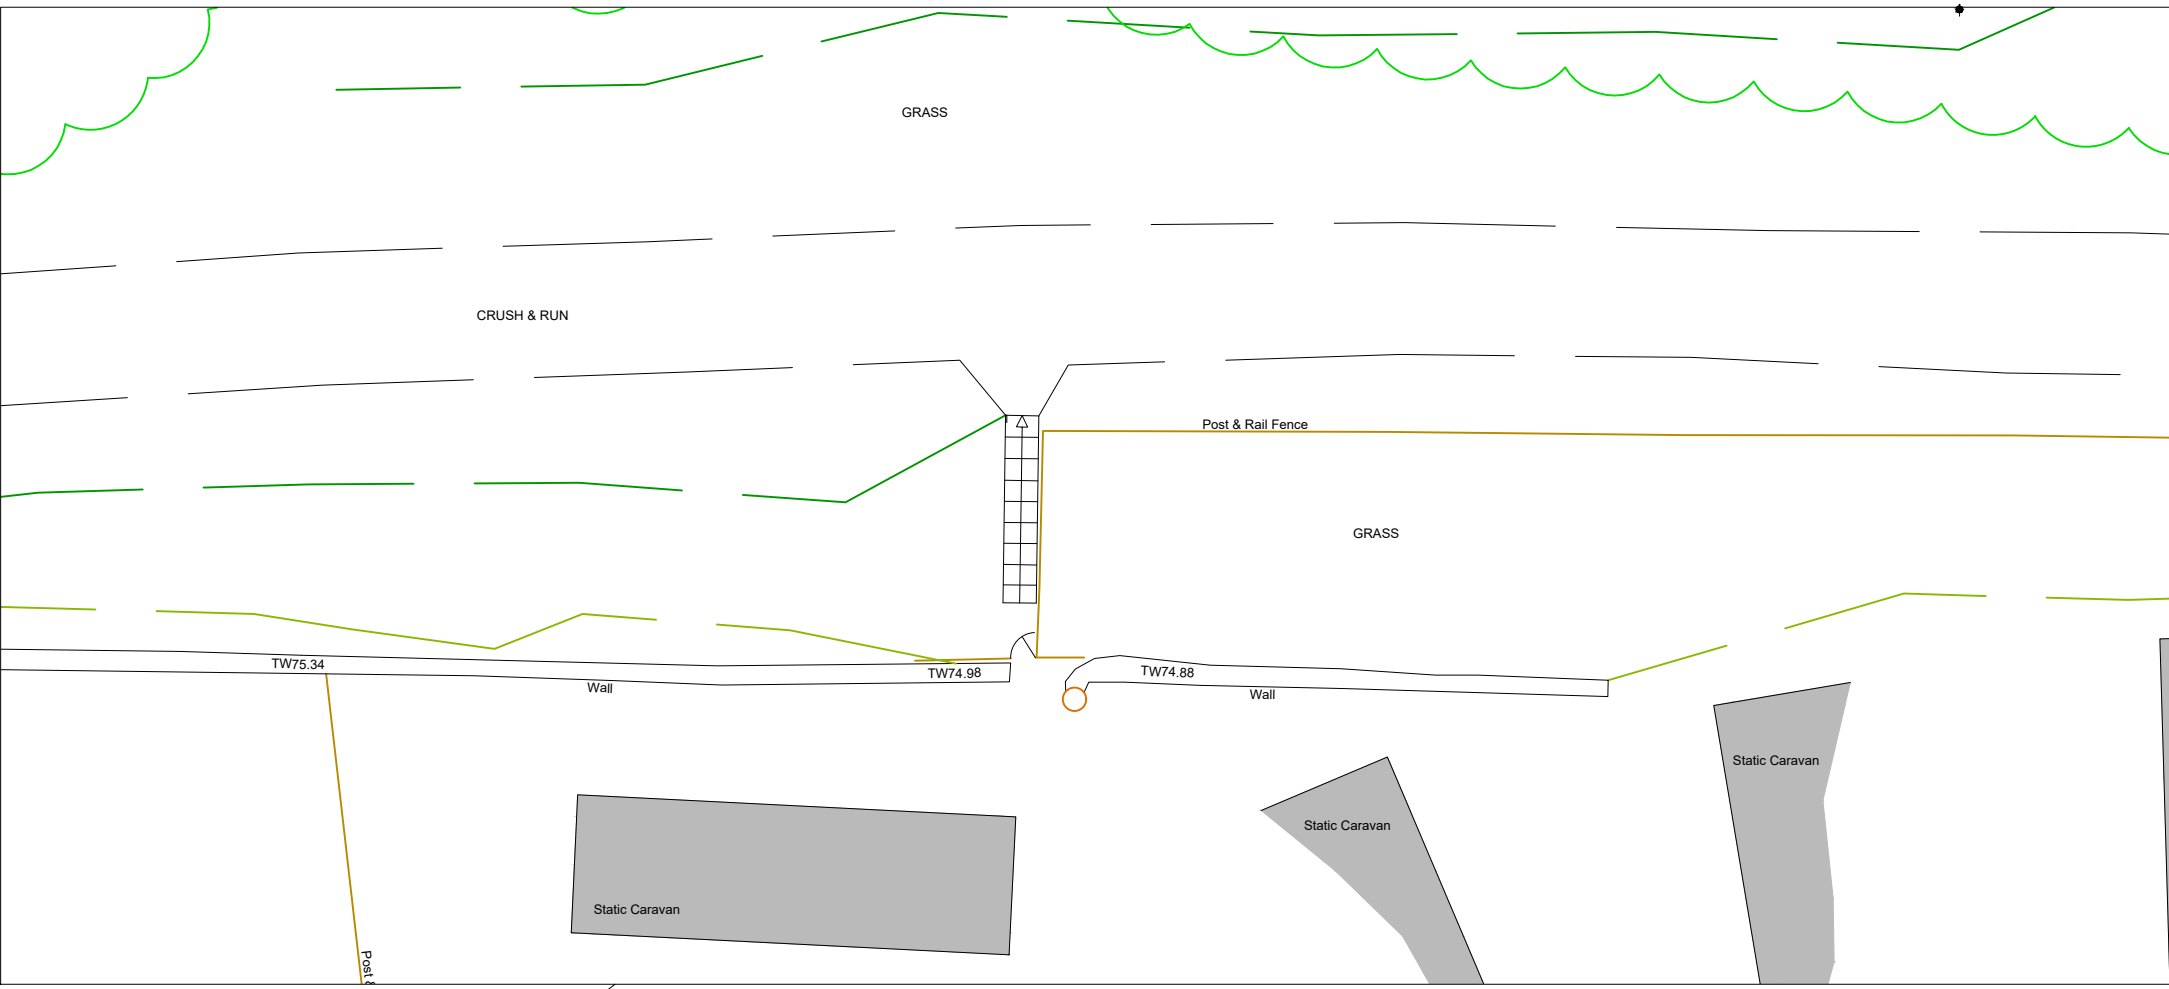 GRASS
CRUSH & RUN
Post & Rail Fence
GRASS
TW75.34
TW74.98
TW74.88
Wall
Wall
Static Caravan
Static Caravan
Static Caravan
Post &